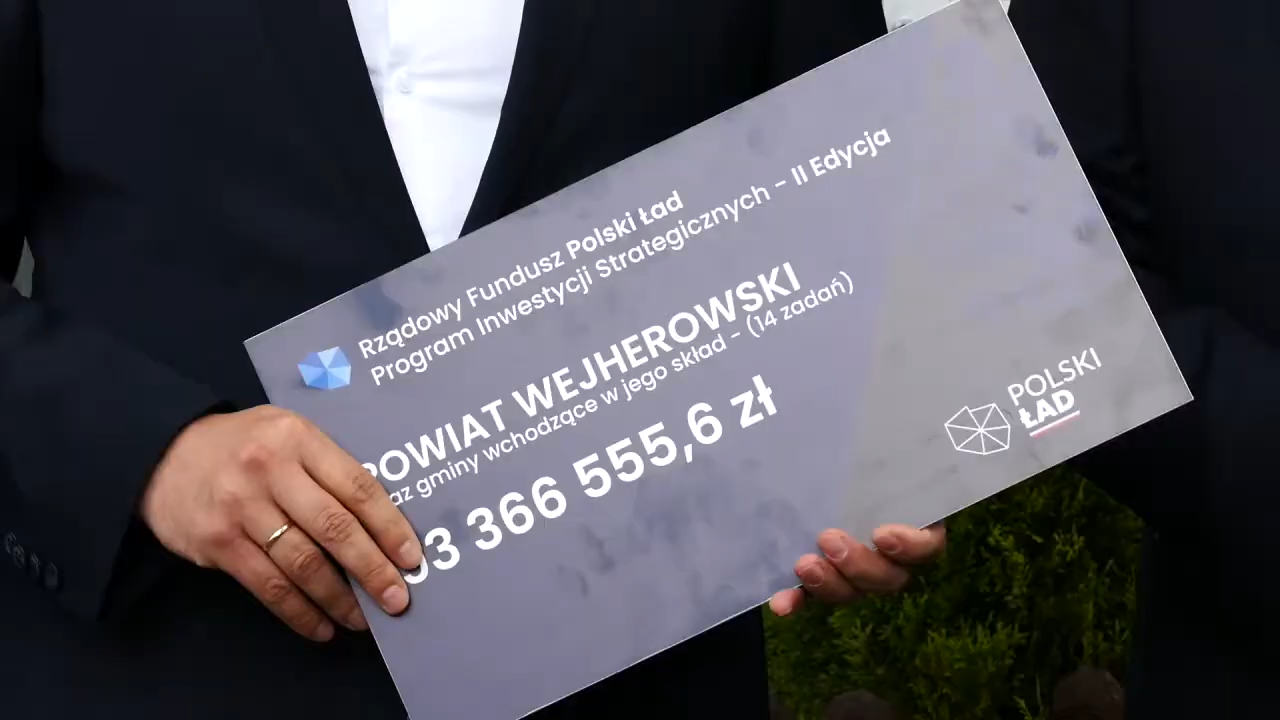 Rządowy Fundusz Polski Ład
Program Inwestycji Strategicznych - II Edycja
POWIAT WEJHEROWSKI
gminy wchodzące w jego skład - (14 zadań)
3 366 555,6 zł
POLSKI
ŁAD